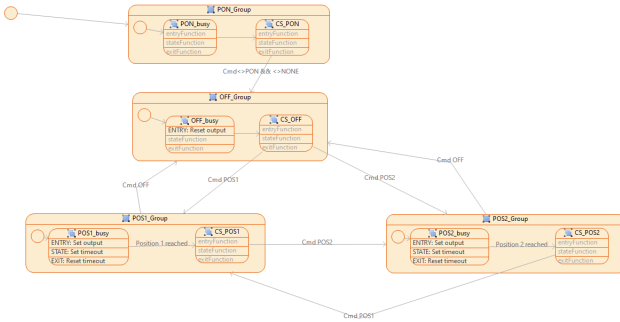 PON_Group
PON_busy
entryFunction
stateFunction
exitFunction
CS_PON
entryFunction
stateFunction
exitFunction
Cmd<>PON && <>NONE
OFF_Group
OFF_busy
ENTRY: Reset output
stateFunction
exitFunction
CS_OFF
entryFunction
stateFunction
exitFunction
Cmd OFF
Cmd POS1
Cmd POS2
Cmd OFF
POS1_Group
POS1_busy
ENTRY: Set output
STATE: Set timeout
EXIT: Reset timeout
Position 1 reached
CS_POS1
entryFunction
stateFunction
exitFunction
Cmd POS2
POS2_Group
POS2_busy
ENTRY: Set output
STATE: Set timeout
EXIT: Reset timeout
Position 2 reached
CS_POS2
entryFunction
stateFunction
exitFunction
Cmd POS1